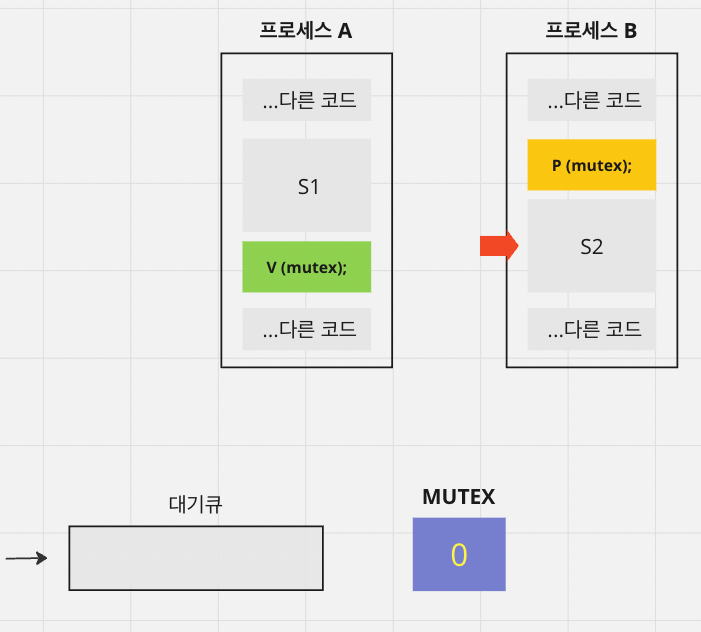 프로세스 A
...다른 코드
S1
V (mutex);
...다른 코드
프로세스 B
...다른 코드
P (mutex);
S2
...다른 코드
대기큐
MUTEX
0